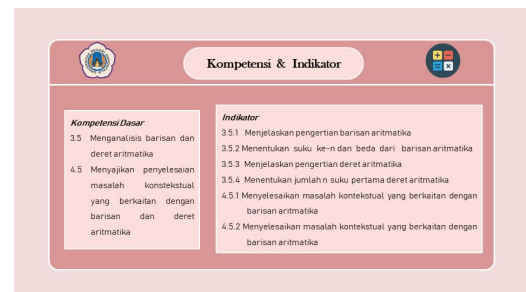 Kompetensi & Indikator
Kompetensi Dasar
3.5 Menganalisis barisan dan
deret aritmatika
4.5 Menyajikan penyelesaian
masalah konstekstual
yang berkaitan dengan
barisan dan deret
aritmatika
Indikator
3.5.1 Menjelaskan pengertian barisan aritmatika
3.5.2 Menentukan suku ke-n dan beda dari barisan aritmatika
3.5.3 Menjelaskan pengertian deret aritmatika
3.5.4 Menentukan jumlah n suku pertama deret aritmatika
4.5.1 Menyelesaikan masalah kontekstual yang berkaitan dengan
barisan aritmatika
4.5.2 Menyelesaikan masalah kontekstual yang berkaitan dengan
barisan aritmatika